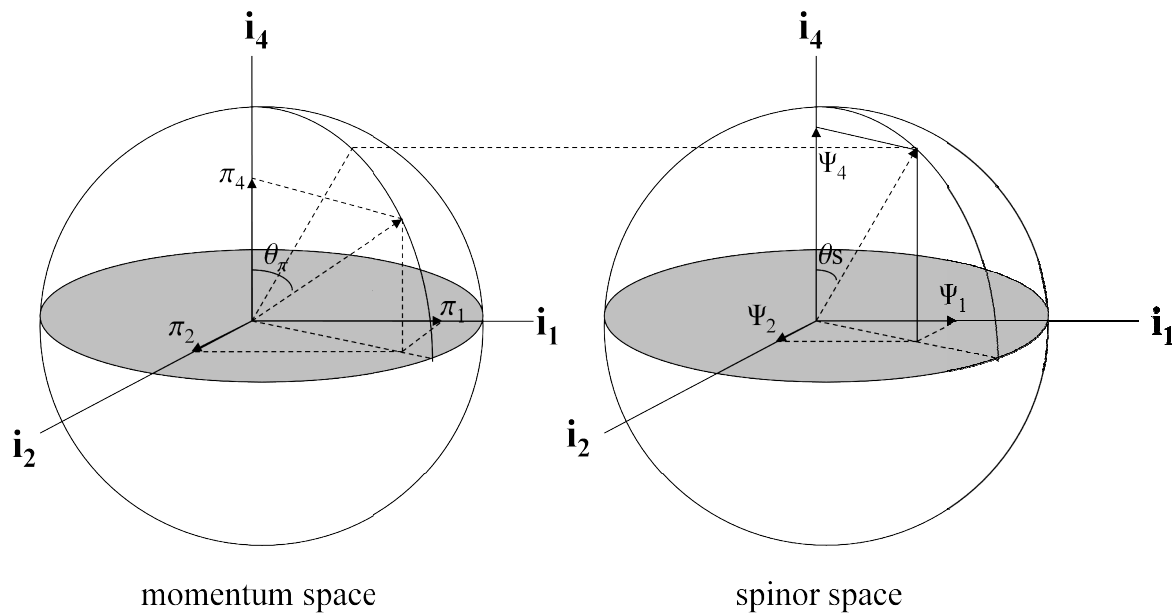 i₄
π₄
θπ
π₂
π₁
i₁
i₂
momentum space
i₄
Ψ₄
θs
Ψ₂
Ψ₁
i₁
i₂
spinor space